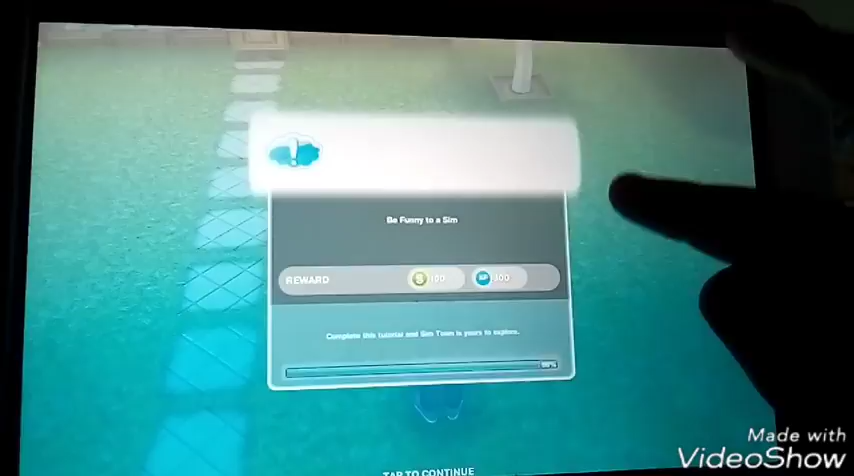 Be Funny to a Sim
REWARD
100
XP 300
Complete this tutorial and Sim Town is yours to explore.
TAP TO CONTINUE
Made with
VideoShow